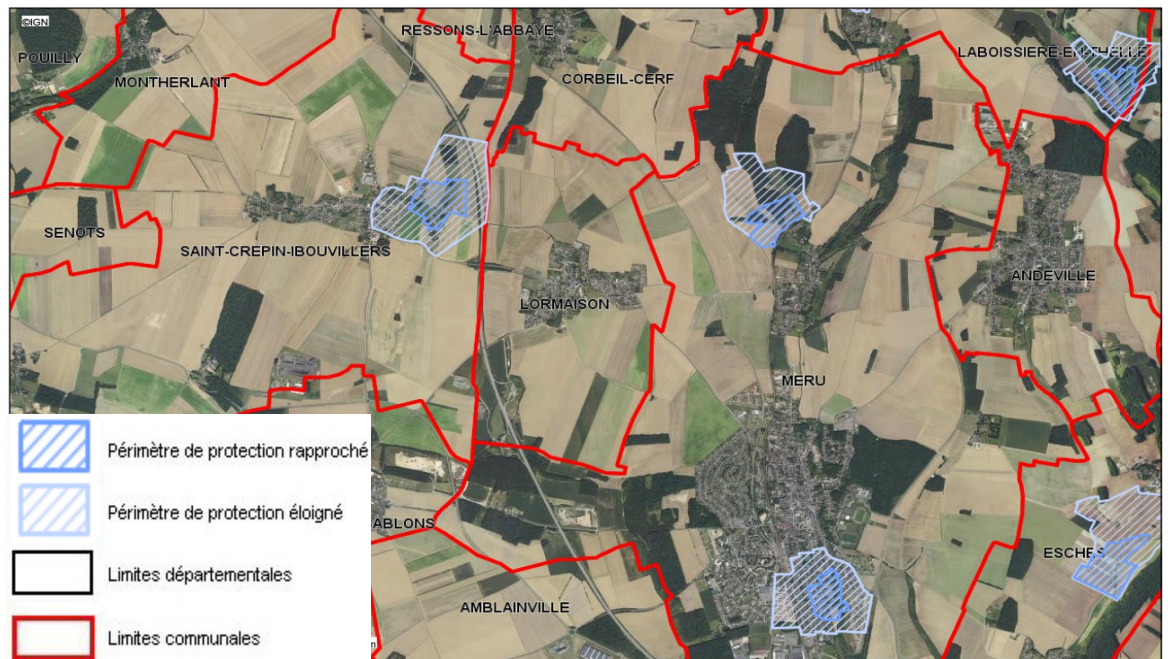 ©IGN
RESSONS-L'ABBAYE
POUILLY
LABOISSIERE-EN-THELLE
MONTHERLANT
CORBEIL-CERF
SENOTS
SAINT-CREPIN-IBOUVILLERS
ANDEVILLE
LORMAISON
MERU
ABLONS
ESCHES
AMBLAINVILLE
Périmètre de protection rapproché
Périmètre de protection éloigné
Limites départementales
Limites communales